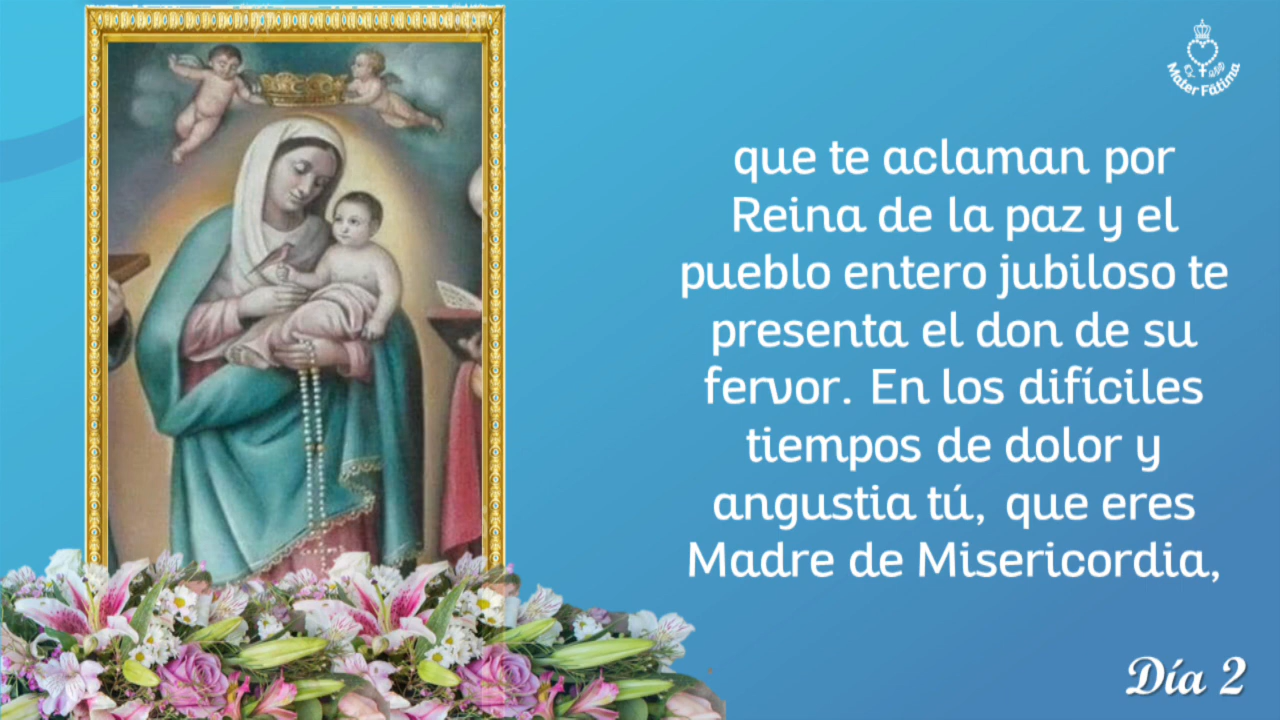 Mater Fátima
que te aclaman por
Reina de la paz y el
pueblo entero jubiloso te
presenta el don de su
fervor. En los difíciles
tiempos de dolor y
angustia tú, que eres
Madre de Misericordia,
Día 2